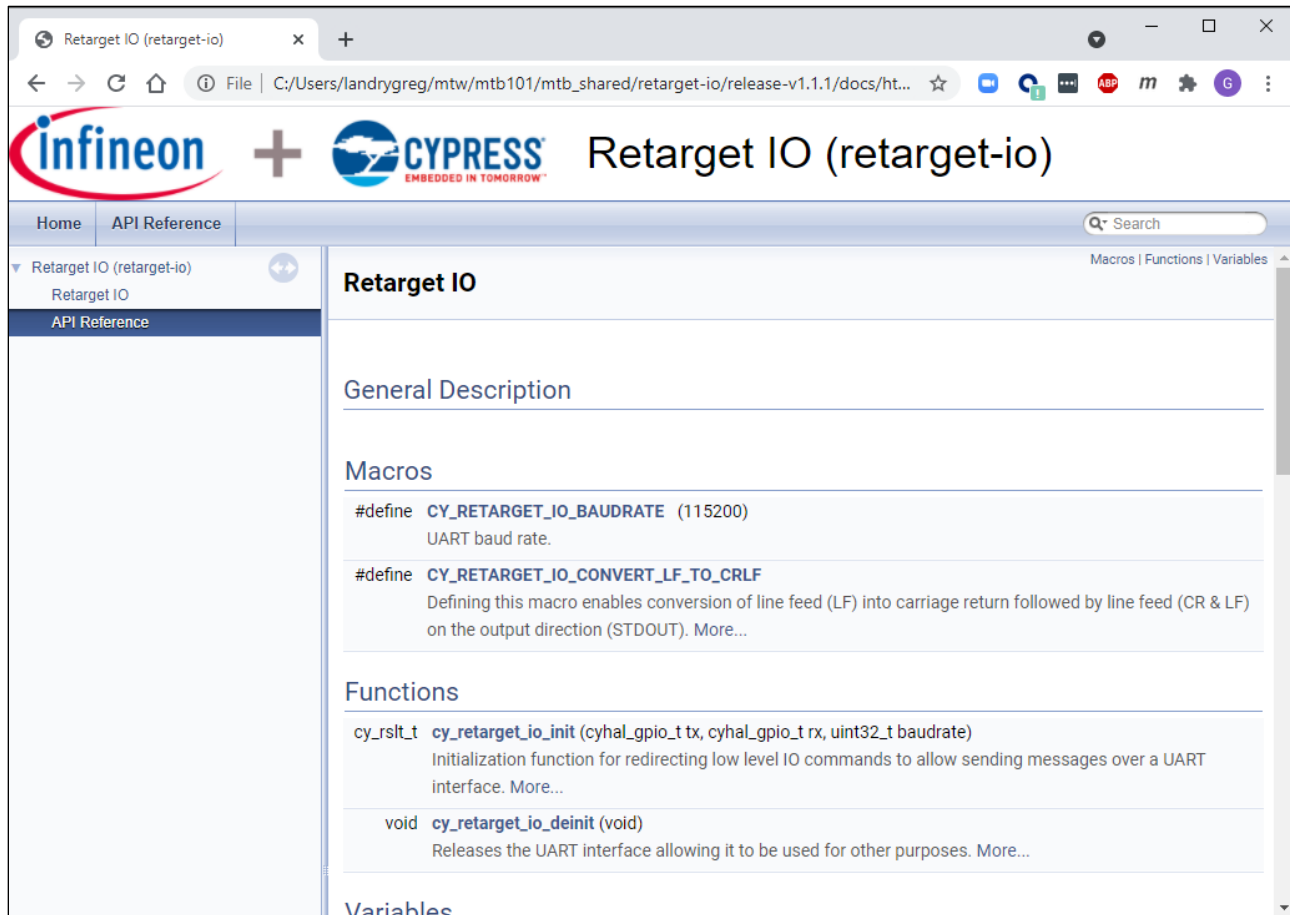 Retarget IO (retarget-io)
File | C:/Users/landrygreg/mtw/mtb101/mtb_shared/retarget-io/release-v1.1.1/docs/ht...
ABP
m
G
infineon + CYPRESS Retarget IO (retarget-io)
EMBEDDED IN TOMORROW™
Home API Reference
Search
Retarget IO (retarget-io)
Retarget IO
API Reference
Macros | Functions | Variables
Retarget IO
General Description
Macros
#define CY_RETARGET_IO_BAUDRATE (115200)
UART baud rate.
#define CY_RETARGET_IO_CONVERT_LF_TO_CRLF
Defining this macro enables conversion of line feed (LF) into carriage return followed by line feed (CR & LF)
on the output direction (STDOUT). More...
Functions
cy_rslt_t cy_retarget_io_init (cyhal_gpio_t tx, cyhal_gpio_t rx, uint32_t baudrate)
Initialization function for redirecting low level IO commands to allow sending messages over a UART
interface. More...
void cy_retarget_io_deinit (void)
Releases the UART interface allowing it to be used for other purposes. More...
Variables